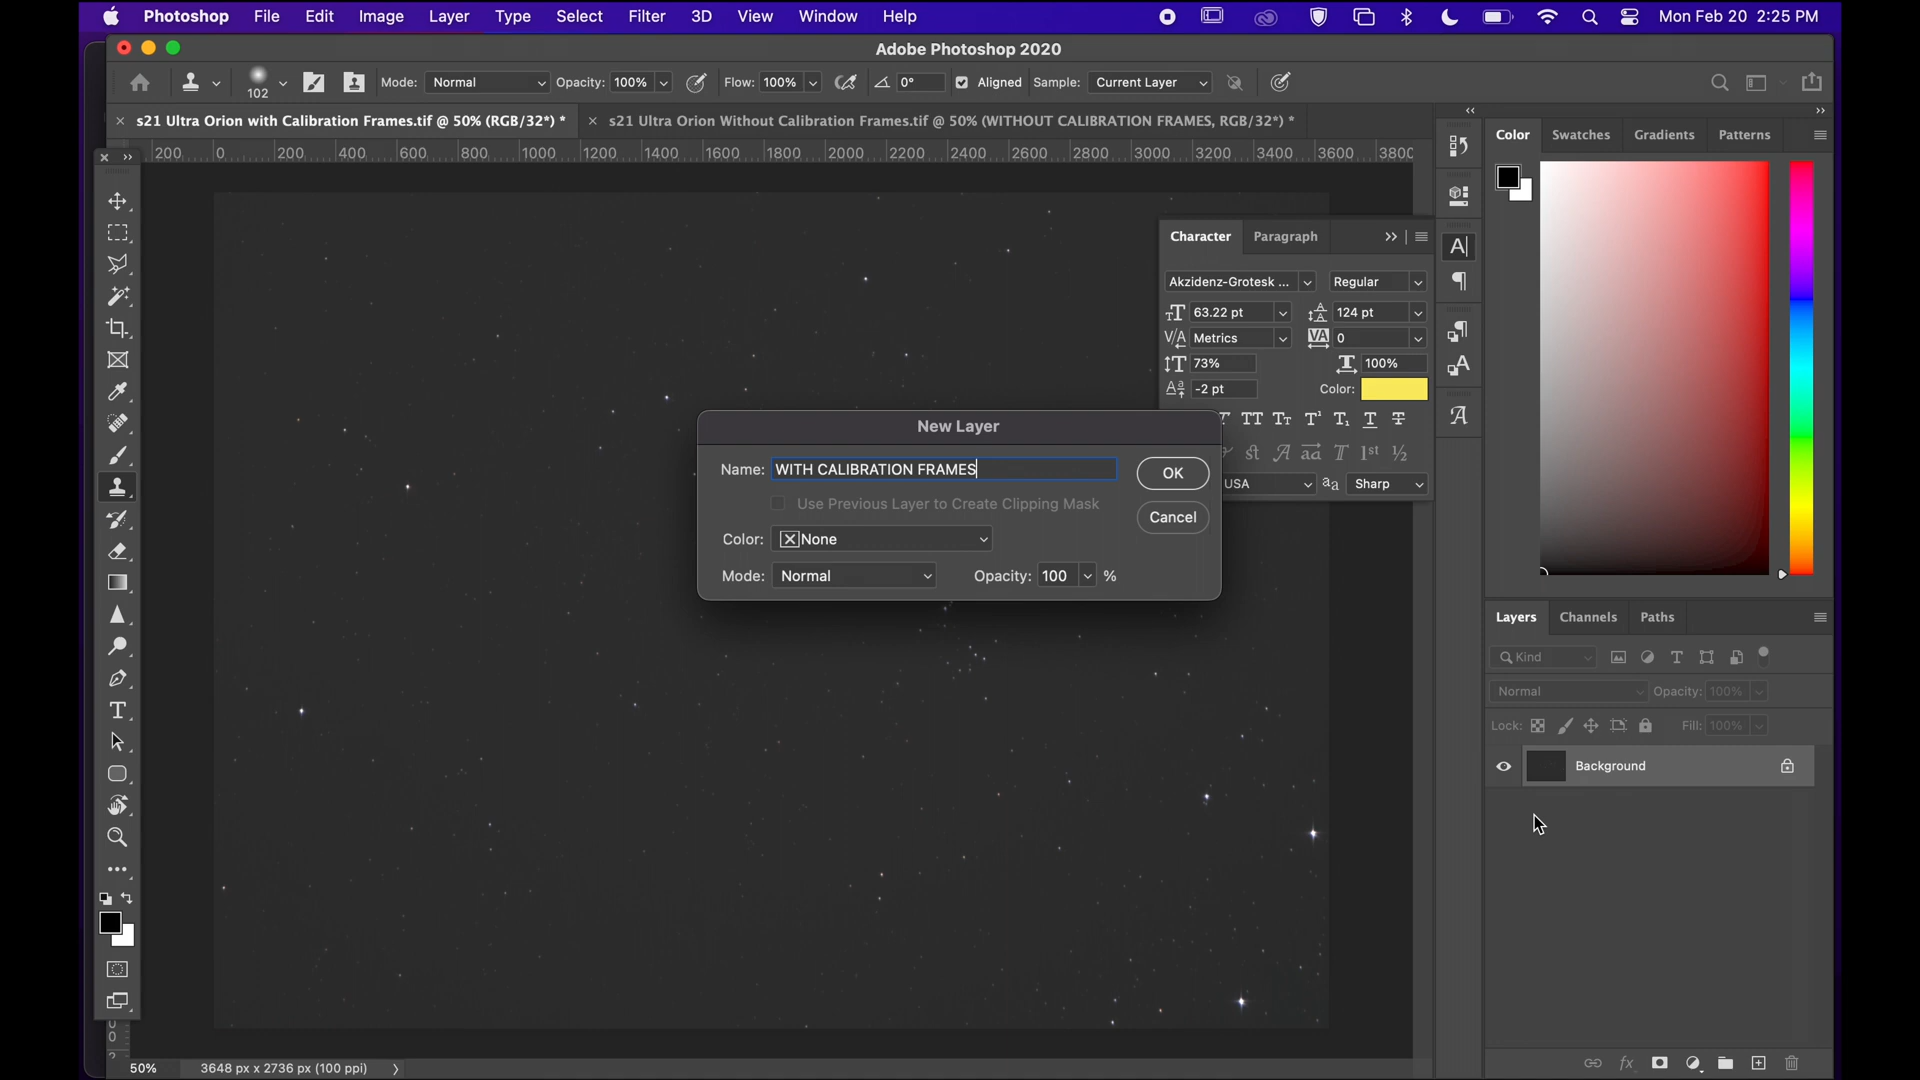 Photoshop File Edit Image Layer Type Select Filter 3D View Window Help Mon Feb 20 2:25 PM
Adobe Photoshop 2020
102 Mode: Normal Opacity: 100% Flow: 100% 0° Aligned Sample: Current Layer
s21 Ultra Orion with Calibration Frames.tif @ 50% (RGB/32*) *
s21 Ultra Orion Without Calibration Frames.tif @ 50% (WITHOUT CALIBRATION FRAMES, RGB/32*) *
200 0 200 400 600 800 1000 1200 1400 1600 1800 2000 2200 2400 2600 2800 3000 3200 3400 3600 3800
Character Paragraph
Akzidenz-Grotesk ... Regular
63.22 pt 124 pt
Metrics 0
73% 100%
-2 pt Color:
USA Sharp
New Layer
Name: WITH CALIBRATION FRAMES
OK
Use Previous Layer to Create Clipping Mask
Cancel
Color: None
Mode: Normal Opacity: 100 %
Color Swatches Gradients Patterns
Layers Channels Paths
Kind
Normal Opacity: 100%
Lock: Fill: 100%
Background
50% 3648 px x 2736 px (100 ppi)